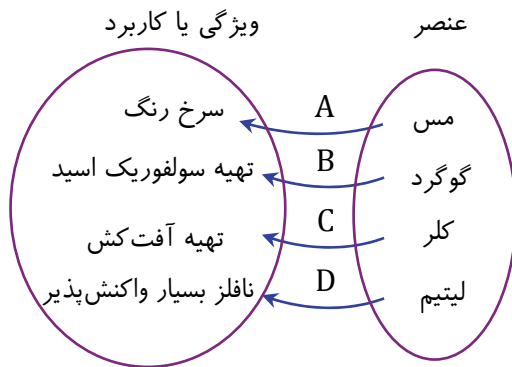 عنصر
ویژگی یا کاربرد
مس
A
سرخ رنگ
گوگرد
B
تهیه سولفوریک اسید
کلر
C
تهیه آفت‌کش
لیتیم
D
نافلز بسیار واکنش‌پذیر